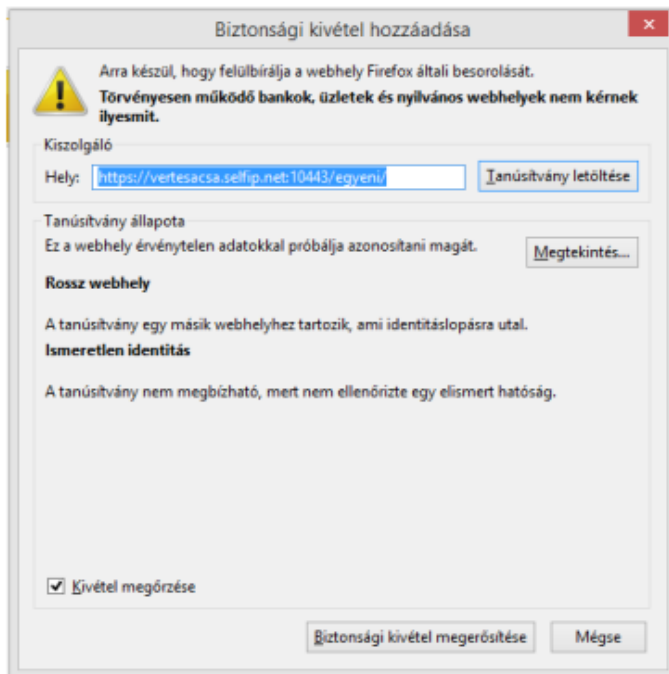 Biztonsági kivétel hozzáadása
Arra készül, hogy felülbírálja a webhely Firefox általi besorolását.
Törvényesen működő bankok, üzletek és nyilvános webhelyek nem kérnek
ilyesmit.
Kiszolgáló
Hely: https://vertesacsa.selfip.net:10443/egyeni/ Tanúsítvány letöltése
Tanúsítvány állapota
Ez a webhely érvénytelen adatokkal próbálja azonosítani magát. Megtekintés...
Rossz webhely
A tanúsítvány egy másik webhelyhez tartozik, ami identitáslopásra utal.
Ismeretlen identitás
A tanúsítvány nem megbízható, mert nem ellenőrizte egy elismert hatóság.
Kivétel megőrzése
Biztonsági kivétel megerősítése Mégse